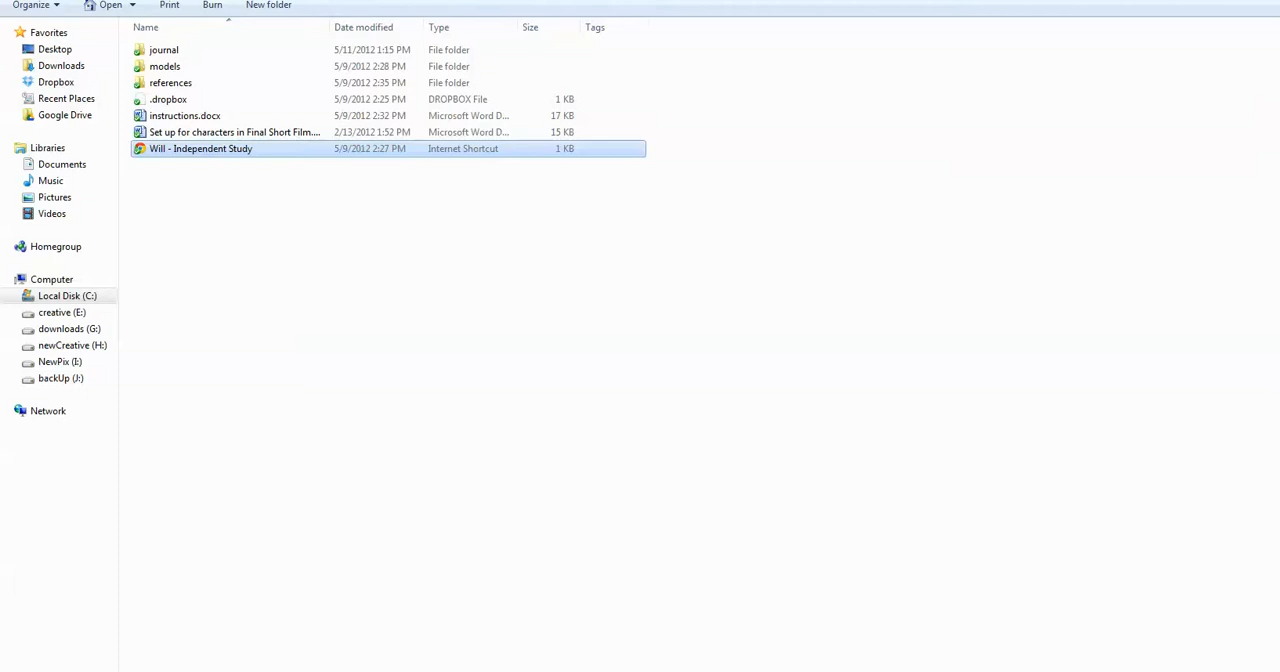 Organize Open Print Burn New folder
Name Date modified Type Size Tags
Favorites
Desktop
Downloads
Dropbox
Recent Places
Google Drive
Libraries
Documents
Music
Pictures
Videos
Homegroup
Computer
Local Disk (C:)
creative (E:)
downloads (G:)
newCreative (H:)
NewPix (I:)
backUp (J:)
Network
journal 5/11/2012 1:15 PM File folder
models 5/9/2012 2:28 PM File folder
references 5/9/2012 2:35 PM File folder
.dropbox 5/9/2012 2:25 PM DROPBOX File 1 KB
instructions.docx 5/9/2012 2:32 PM Microsoft Word D... 17 KB
Set up for characters in Final Short Film.... 2/13/2012 1:52 PM Microsoft Word D... 15 KB
Will - Independent Study 5/9/2012 2:27 PM Internet Shortcut 1 KB